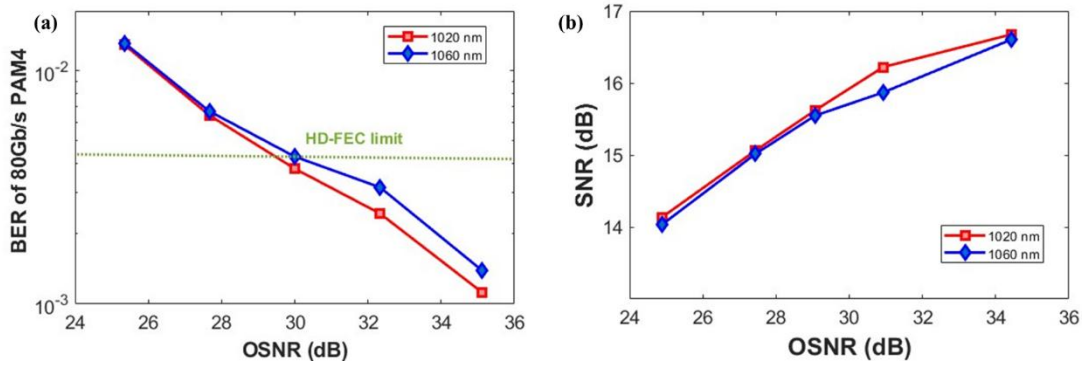 (a)
BER of 80Gb/s PAM4
10-2
10-3
1020 nm
1060 nm
HD-FEC limit
24 26 28 30 32 34 36
OSNR (dB)
(b)
SNR (dB)
17
16
15
14
1020 nm
1060 nm
24 26 28 30 32 34 36
OSNR (dB)